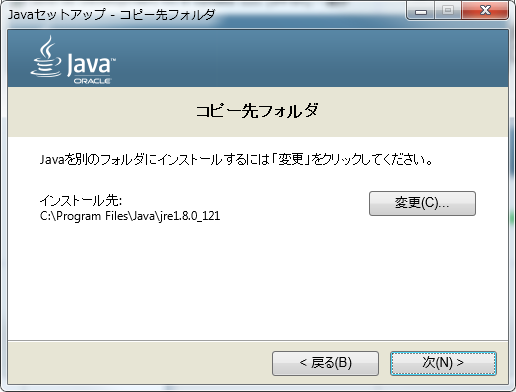 Javaセットアップ - コピー先フォルダ
Java™
ORACLE
コピー先フォルダ
Javaを別のフォルダにインストールするには「変更」をクリックしてください。
インストール先:
C:\Program Files\Java\jre1.8.0_121
変更(C)...
< 戻る(B)
次(N) >